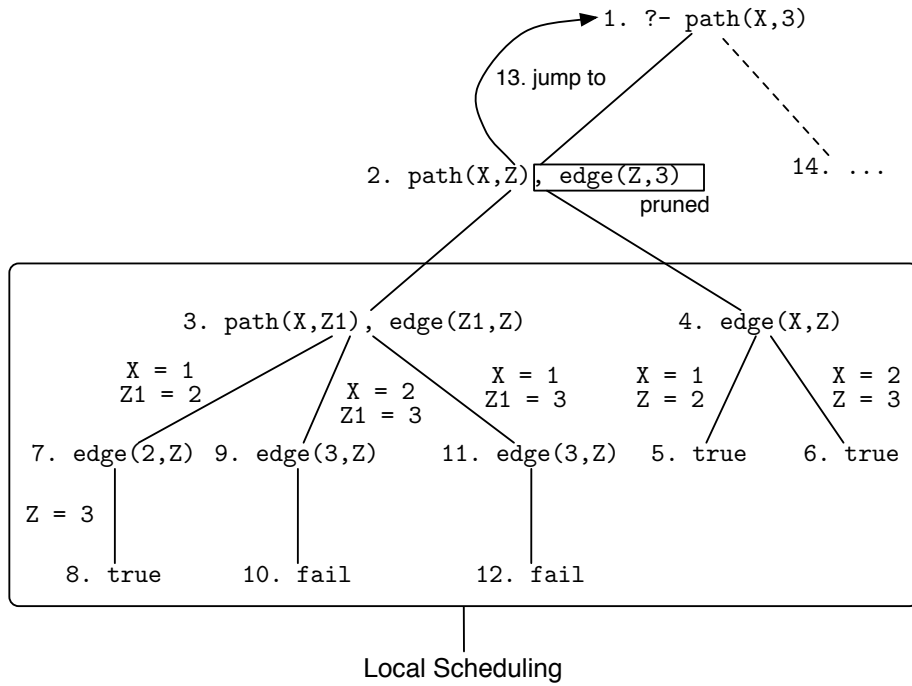 1. ?- path(X,3)
13. jump to
2. path(X,Z), edge(Z,3)
14. ...
pruned
3. path(X,Z1), edge(Z1,Z)
4. edge(X,Z)
X = 1
Z1 = 2
X = 2
Z1 = 3
X = 1
Z1 = 3
X = 1
Z = 2
X = 2
Z = 3
7. edge(2,Z)
9. edge(3,Z)
11. edge(3,Z)
5. true
6. true
Z = 3
8. true
10. fail
12. fail
Local Scheduling